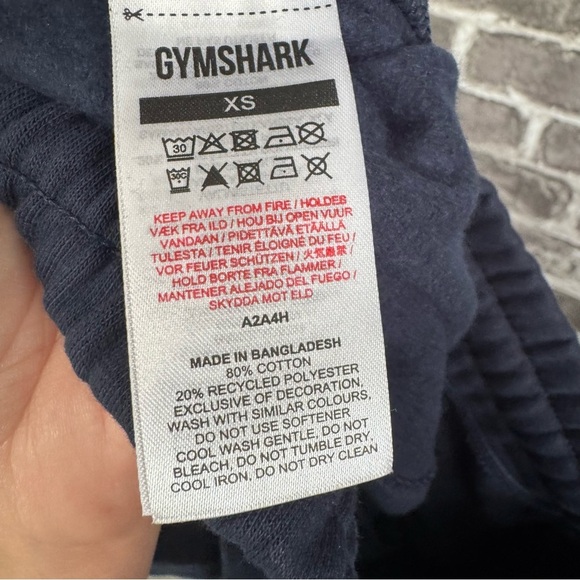 GYMSHARK
XS
30
30C
KEEP AWAY FROM FIRE / HOLDES
VÆK FRA ILD / HOU BIJ OPEN VUUR
VANDAAN / PIDETTÄVÄ ETÄÄLLÄ
TULESTA / TENIR ÉLOIGNÉ DU FEU /
VOR FEUER SCHÜTZEN / 火気厳禁 /
HOLD BORTE FRA FLAMMER /
MANTENER ALEJADO DEL FUEGO /
SKYDDA MOT ELD
A2A4H
MADE IN BANGLADESH
80% COTTON
20% RECYCLED POLYESTER
EXCLUSIVE OF DECORATION,
WASH WITH SIMILAR COLOURS,
DO NOT USE SOFTENER
COOL WASH GENTLE, DO NOT
BLEACH, DO NOT TUMBLE DRY,
COOL IRON, DO NOT DRY CLEAN